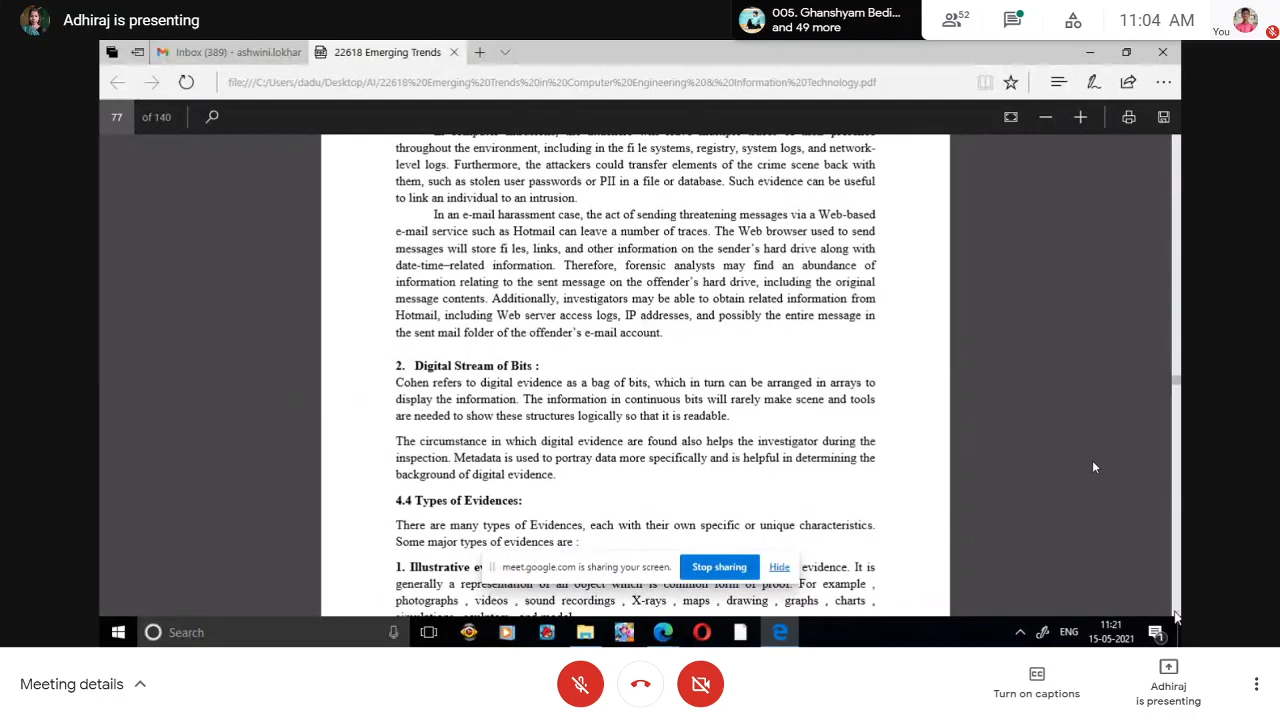 Adhiraj is presenting
005. Ghanshyam Bedi...
and 49 more
52
11:04 AM
You
Inbox (389) - ashwini.lokhar
22618 Emerging Trends
file:///C:/Users/dadu/Desktop/AI/22618%20Emerging%20Trends%20in%20Computer%20Engineering%20&%20Information%20Technology.pdf
77 of 140
throughout the environment, including in the fi le systems, registry, system logs, and network-
level logs. Furthermore, the attackers could transfer elements of the crime scene back with
them, such as stolen user passwords or PII in a file or database. Such evidence can be useful
to link an individual to an intrusion.
In an e-mail harassment case, the act of sending threatening messages via a Web-based
e-mail service such as Hotmail can leave a number of traces. The Web browser used to send
messages will store fi les, links, and other information on the sender's hard drive along with
date-time–related information. Therefore, forensic analysts may find an abundance of
information relating to the sent message on the offender's hard drive, including the original
message contents. Additionally, investigators may be able to obtain related information from
Hotmail, including Web server access logs, IP addresses, and possibly the entire message in
the sent mail folder of the offender's e-mail account.
2. Digital Stream of Bits :
Cohen refers to digital evidence as a bag of bits, which in turn can be arranged in arrays to
display the information. The information in continuous bits will rarely make scene and tools
are needed to show these structures logically so that it is readable.
The circumstance in which digital evidence are found also helps the investigator during the
inspection. Metadata is used to portray data more specifically and is helpful in determining the
background of digital evidence.
4.4 Types of Evidences:
There are many types of Evidences, each with their own specific or unique characteristics.
Some major types of evidences are :
1. Illustrative evidence. It is
meet.google.com is sharing your screen. Stop sharing Hide
generally a representation of an object which is common form of proof. For example ,
photographs , videos , sound recordings , X-rays , maps , drawing , graphs , charts ,
Search
ENG
11:21
15-05-2021
1
Meeting details
Turn on captions
Adhiraj
is presenting